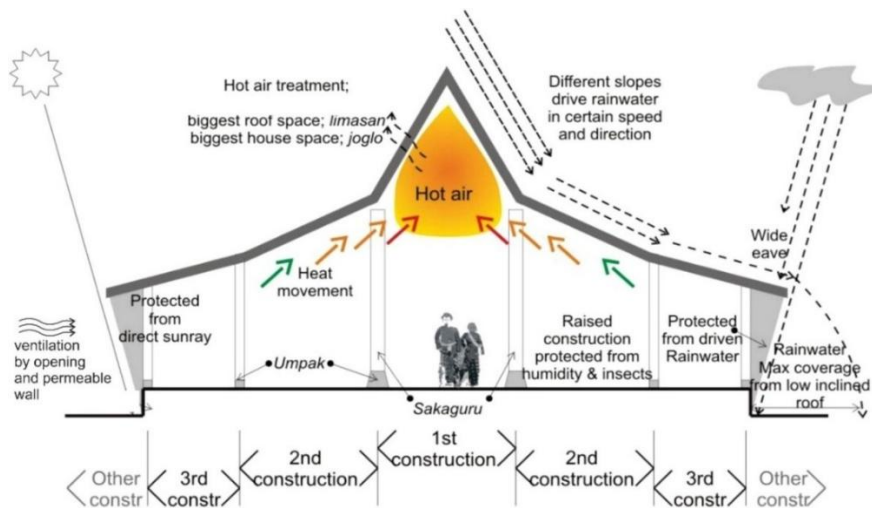 Hot air treatment;
biggest roof space; limasan
biggest house space; joglo
Different slopes
drive rainwater
in certain speed
and direction
Hot air
Wide
eave
Heat
movement
Protected
from
direct sunray
ventilation
by opening
and permeable
wall
Umpak
Sakaguru
Raised
construction
protected from
humidity & insects
Protected
from driven
Rainwater
Rainwater
Max coverage
from low inclined
roof
Other
constr
3rd
constr.
2nd
construction
1st
construction
2nd
construction
3rd
constr.
Other
constr